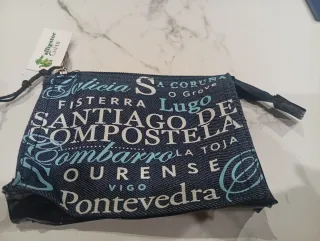 Galicia
A CORUÑA
O Grove
FISTERRA
Lugo
SANTIAGO DE
COMPOSTELA
Combarro
LA TOJA
OURENSE
VIGO
Pontevedra